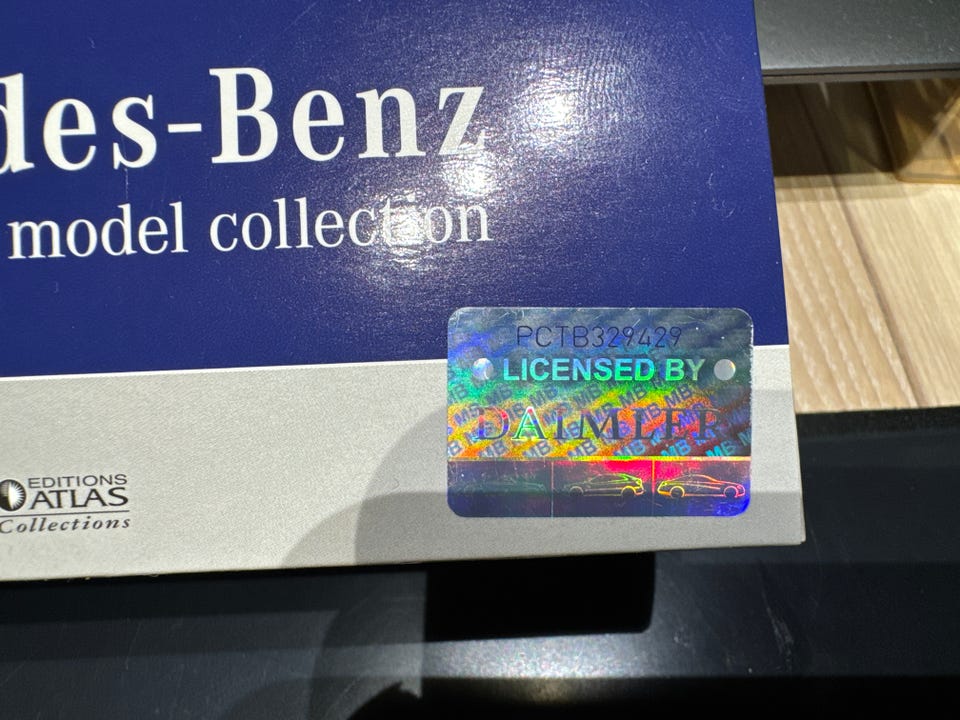 des-Benz
model collection
PCTB329429
LICENSED BY
DAIMLER
EDITIONS
ATLAS
Collections